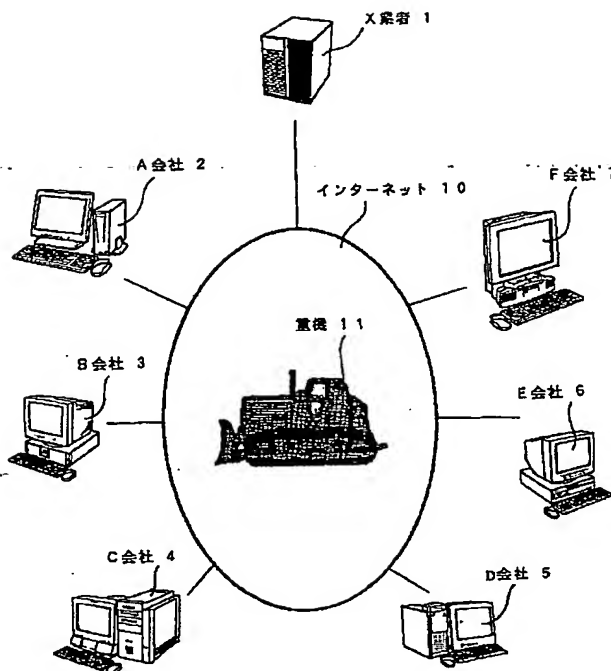 X業者 1
A会社 2
インターネット 10
F会社 7
重機 11
B会社 3
E会社 6
C会社 4
D会社 5